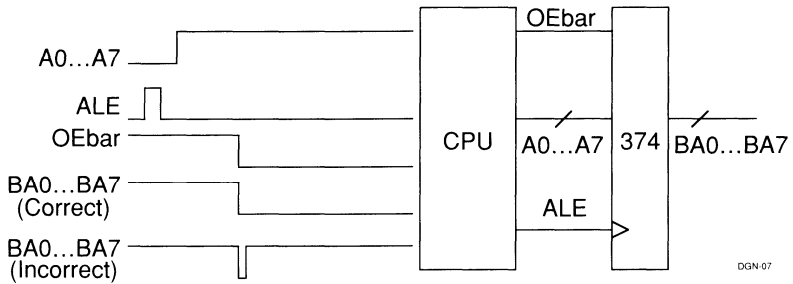 A0...A7
ALE
OEbar
BA0...BA7
(Correct)
BA0...BA7
(Incorrect)
CPU
OEbar
A0...A7
ALE
374
BA0...BA7
DGN-07